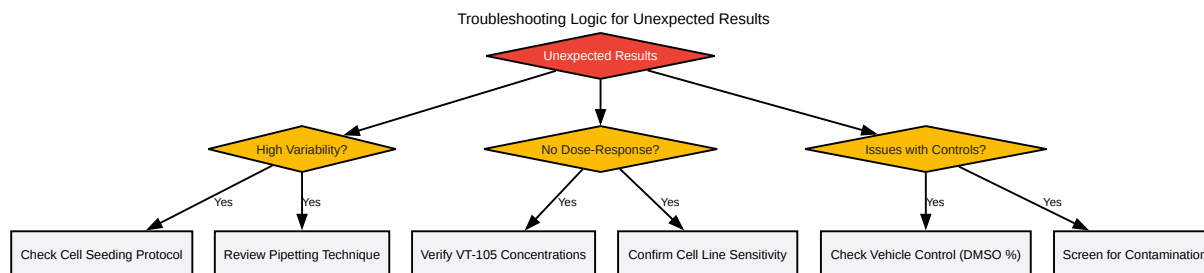 Troubleshooting Logic for Unexpected Results
Unexpected Results
High Variability?
No Dose-Response?
Issues with Controls?
Yes
Yes
Yes
Yes
Yes
Yes
Check Cell Seeding Protocol
Review Pipetting Technique
Verify VT-105 Concentrations
Confirm Cell Line Sensitivity
Check Vehicle Control (DMSO %)
Screen for Contamination